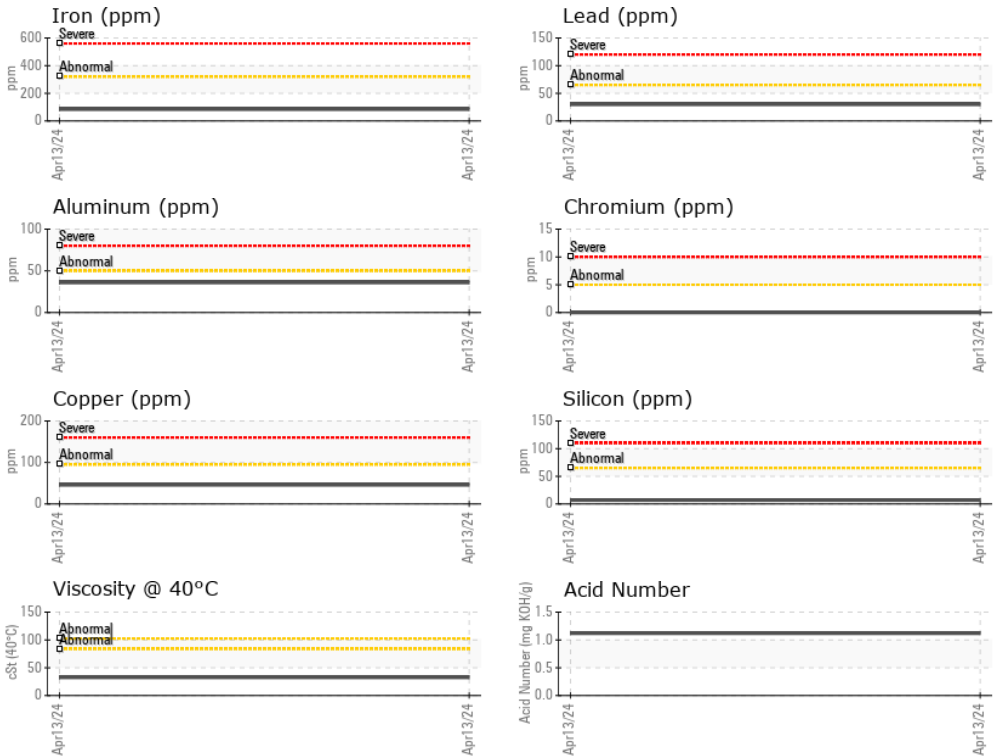 Iron (ppm)
600
400
200
0
ppm
Severe
Abnormal
Apr13/24
Apr13/24
Lead (ppm)
150
100
50
0
ppm
Severe
Abnormal
Apr13/24
Apr13/24
Aluminum (ppm)
100
50
0
ppm
Severe
Abnormal
Apr13/24
Apr13/24
Chromium (ppm)
15
10
5
0
ppm
Severe
Abnormal
Apr13/24
Apr13/24
Copper (ppm)
200
100
0
ppm
Severe
Abnormal
Apr13/24
Apr13/24
Silicon (ppm)
150
100
50
0
ppm
Severe
Abnormal
Apr13/24
Apr13/24
Viscosity @ 40°C
150
100
50
0
cSt (40°C)
Abnormal
Abnormal
Apr13/24
Apr13/24
Acid Number
1.5
1.0
0.5
0.0
Acid Number (mg KOH/g)
Apr13/24
Apr13/24